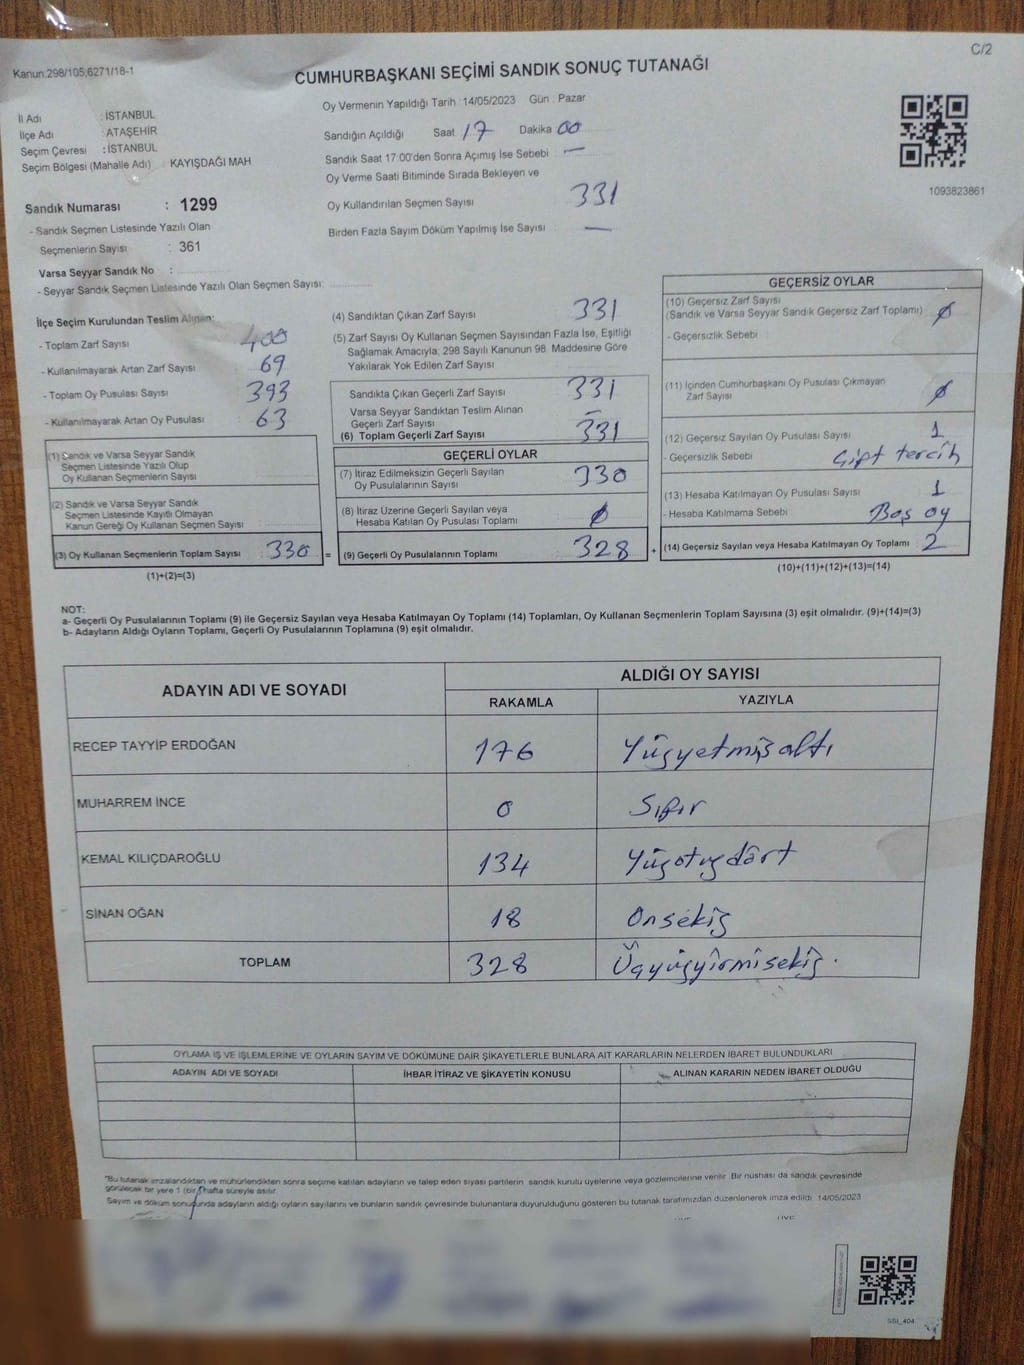 C/2
Kanun:298/105,6271/18-1
CUMHURBAŞKANI SEÇİMİ SANDIK SONUÇ TUTANAĞI
İl Adı : İSTANBUL
İlçe Adı : ATAŞEHİR
Seçim Çevresi : İSTANBUL
Seçim Bölgesi (Mahalle Adı) : KAYIŞDAĞI MAH
Sandık Numarası : 1299
- Sandık Seçmen Listesinde Yazılı Olan
Seçmenlerin Sayısı : 361
Varsa Seyyar Sandık No :
- Seyyar Sandık Seçmen Listesinde Yazılı Olan Seçmen Sayısı:
Oy Vermenin Yapıldığı Tarih :14/05/2023 Gün : Pazar
Sandığın Açıldığı Saat 17 Dakika 00
Sandık Saat 17:00'den Sonra Açımış İse Sebebi : —
Oy Verme Saati Bitiminde Sırada Bekleyen ve
Oy Kullandırılan Seçmen Sayısı 331
Birden Fazla Sayım Döküm Yapılmış İse Sayısı : —
1093823861
İlçe Seçim Kurulundan Teslim Alınan:
- Toplam Zarf Sayısı 400
- Kullanılmayarak Artan Zarf Sayısı 69
- Toplam Oy Pusulası Sayısı 393
- Kullanılmayarak Artan Oy Pusulası 63
(1) Sandık ve Varsa Seyyar Sandık
Seçmen Listesinde Yazılı Olup
Oy Kullanan Seçmenlerin Sayısı
(2) Sandık ve Varsa Seyyar Sandık
Seçmen Listesinde Kayıtlı Olmayan
Kanun Gereği Oy Kullanan Seçmen Sayısı
(3) Oy Kullanan Seçmenlerin Toplam Sayısı 330 =
(1)+(2)=(3)
(4) Sandıktan Çıkan Zarf Sayısı 331
(5) Zarf Sayısı Oy Kullanan Seçmen Sayısından Fazla İse, Eşitliği
Sağlamak Amacıyla, 298 Sayılı Kanunun 98. Maddesine Göre
Yakılarak Yok Edilen Zarf Sayısı
Sandıkta Çıkan Geçerli Zarf Sayısı 331
Varsa Seyyar Sandıktan Teslim Alınan
Geçerli Zarf Sayısı —
(6) Toplam Geçerli Zarf Sayısı 331
GEÇERLİ OYLAR
(7) İtiraz Edilmeksizin Geçerli Sayılan
Oy Pusulalarının Sayısı 330
(8) İtiraz Üzerine Geçerli Sayılan veya
Hesaba Katılan Oy Pusulası Toplamı 0
(9) Geçerli Oy Pusulalarının Toplamı 328 +
GEÇERSİZ OYLAR
(10) Geçersiz Zarf Sayısı
(Sandık ve Varsa Seyyar Sandık Geçersiz Zarf Toplamı) 0
- Geçersizlik Sebebi
(11) İçinden Cumhurbaşkanı Oy Pusulası Çıkmayan
Zarf Sayısı 0
(12) Geçersiz Sayılan Oy Pusulası Sayısı 1
- Geçersizlik Sebebi Çift tercih
(13) Hesaba Katılmayan Oy Pusulası Sayısı 1
- Hesaba Katılmama Sebebi Boş oy
(14) Geçersiz Sayılan veya Hesaba Katılmayan Oy Toplamı 2
(10)+(11)+(12)+(13)=(14)
NOT:
a- Geçerli Oy Pusulalarının Toplamı (9) ile Geçersiz Sayılan veya Hesaba Katılmayan Oy Toplamı (14) Toplamları, Oy Kullanan Seçmenlerin Toplam Sayısına (3) eşit olmalıdır. (9)+(14)=(3)
b- Adayların Aldığı Oyların Toplamı, Geçerli Oy Pusulalarının Toplamına (9) eşit olmalıdır.
ADAYIN ADI VE SOYADI
ALDIĞI OY SAYISI
RAKAMLA YAZIYLA
RECEP TAYYİP ERDOĞAN 176 Yüzyetmişaltı
MUHARREM İNCE 0 Sıfır
KEMAL KILIÇDAROĞLU 134 Yüzotuzdört
SİNAN OĞAN 18 Onsekiz
TOPLAM 328 Üçyüzyirmisekiz.
OYLAMA İŞ VE İŞLEMLERİNE VE OYLARIN SAYIM VE DÖKÜMÜNE DAİR ŞİKAYETLERLE BUNLARA AİT KARARLARIN NELERDEN İBARET BULUNDUKLARI
ADAYIN ADI VE SOYADI İHBAR İTİRAZ VE ŞİKAYETİN KONUSU ALINAN KARARIN NEDEN İBARET OLDUĞU
"Bu tutanak imzalandıktan ve mühürlendikten sonra seçime katılan adayların ve talep eden siyasi partilerin sandık kurulu üyelerine veya gözlemcilerine verilir. Bir nüshası da sandık çevresinde
görülecek bir yere 1 (bir) hafta süreyle asılır.
Sayım ve döküm sonucunda adayların aldığı oyların sayılarını ve bunların sandık çevresinde bulunanlara duyurulduğunu gösteren bu tutanak tarafımızdan düzenlenerek imza edildi. 14/05/2023
SSI_404